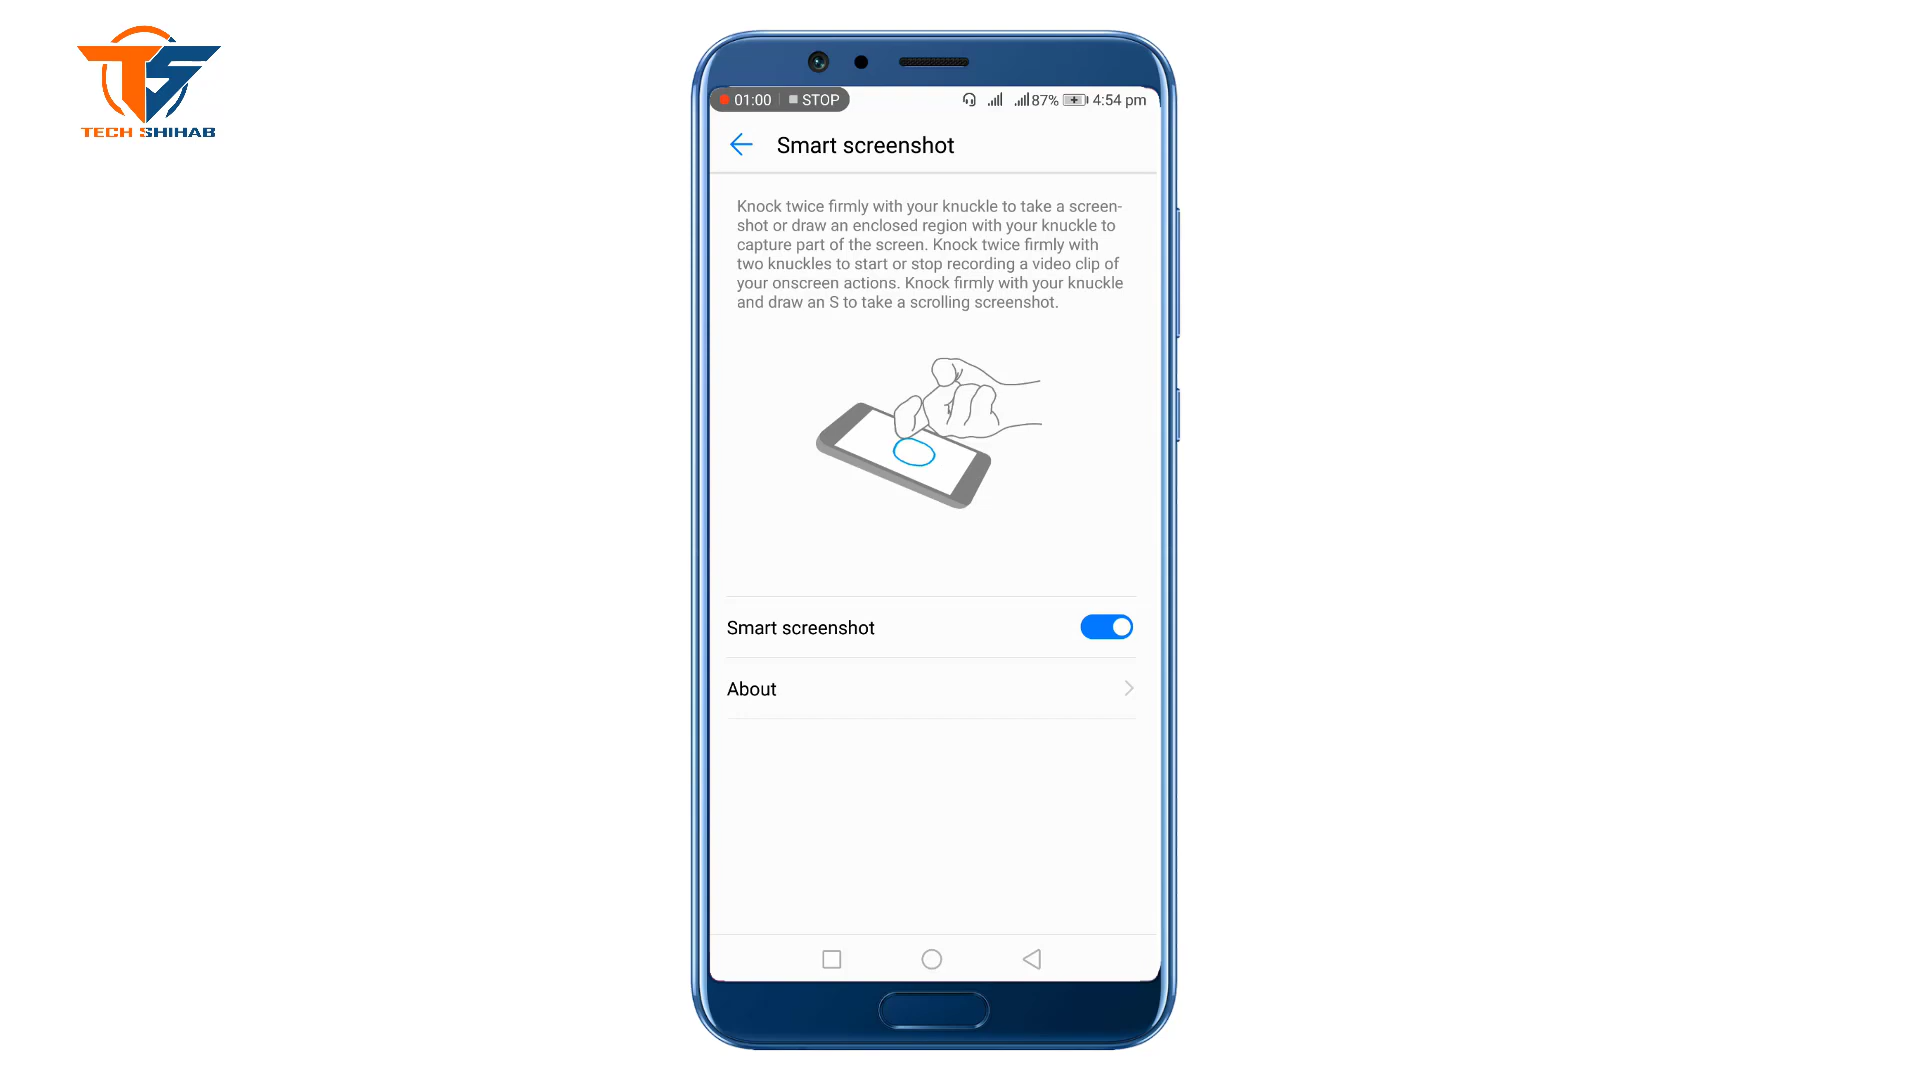 TECH SHIHAB
01:00 STOP
87% 4:54 pm
Smart screenshot
Knock twice firmly with your knuckle to take a screen-
shot or draw an enclosed region with your knuckle to
capture part of the screen. Knock twice firmly with
two knuckles to start or stop recording a video clip of
your onscreen actions. Knock firmly with your knuckle
and draw an S to take a scrolling screenshot.
Smart screenshot
About